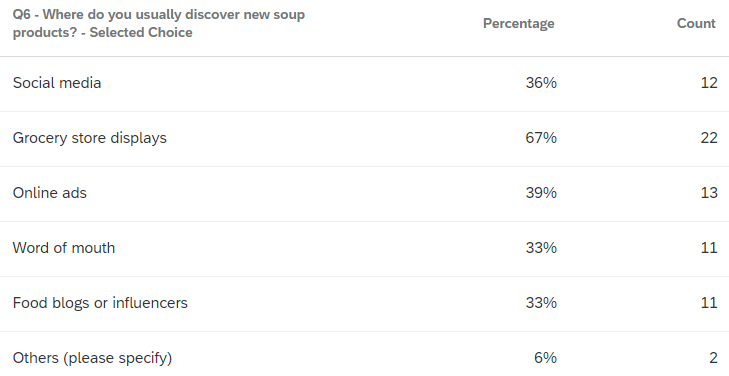 Q6 - Where do you usually discover new soup
products? - Selected Choice
Percentage
Count
Social media 36% 12
Grocery store displays 67% 22
Online ads 39% 13
Word of mouth 33% 11
Food blogs or influencers 33% 11
Others (please specify) 6% 2